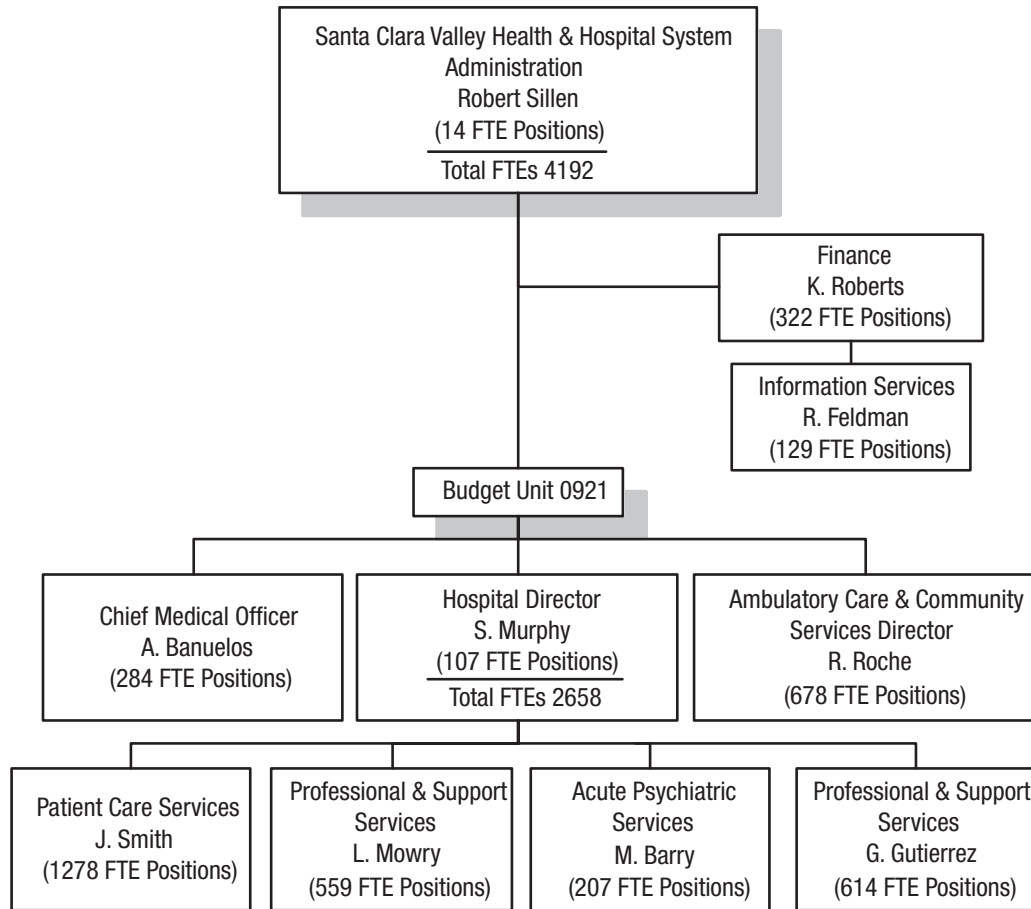 Santa Clara Valley Health & Hospital System
Administration
Robert Sillen
(14 FTE Positions)
Total FTEs 4192
Finance
K. Roberts
(322 FTE Positions)
Information Services
R. Feldman
(129 FTE Positions)
Budget Unit 0921
Chief Medical Officer
A. Banuelos
(284 FTE Positions)
Hospital Director
S. Murphy
(107 FTE Positions)
Total FTEs 2658
Ambulatory Care & Community
Services Director
R. Roche
(678 FTE Positions)
Patient Care Services
J. Smith
(1278 FTE Positions)
Professional & Support
Services
L. Mowry
(559 FTE Positions)
Acute Psychiatric
Services
M. Barry
(207 FTE Positions)
Professional & Support
Services
G. Gutierrez
(614 FTE Positions)